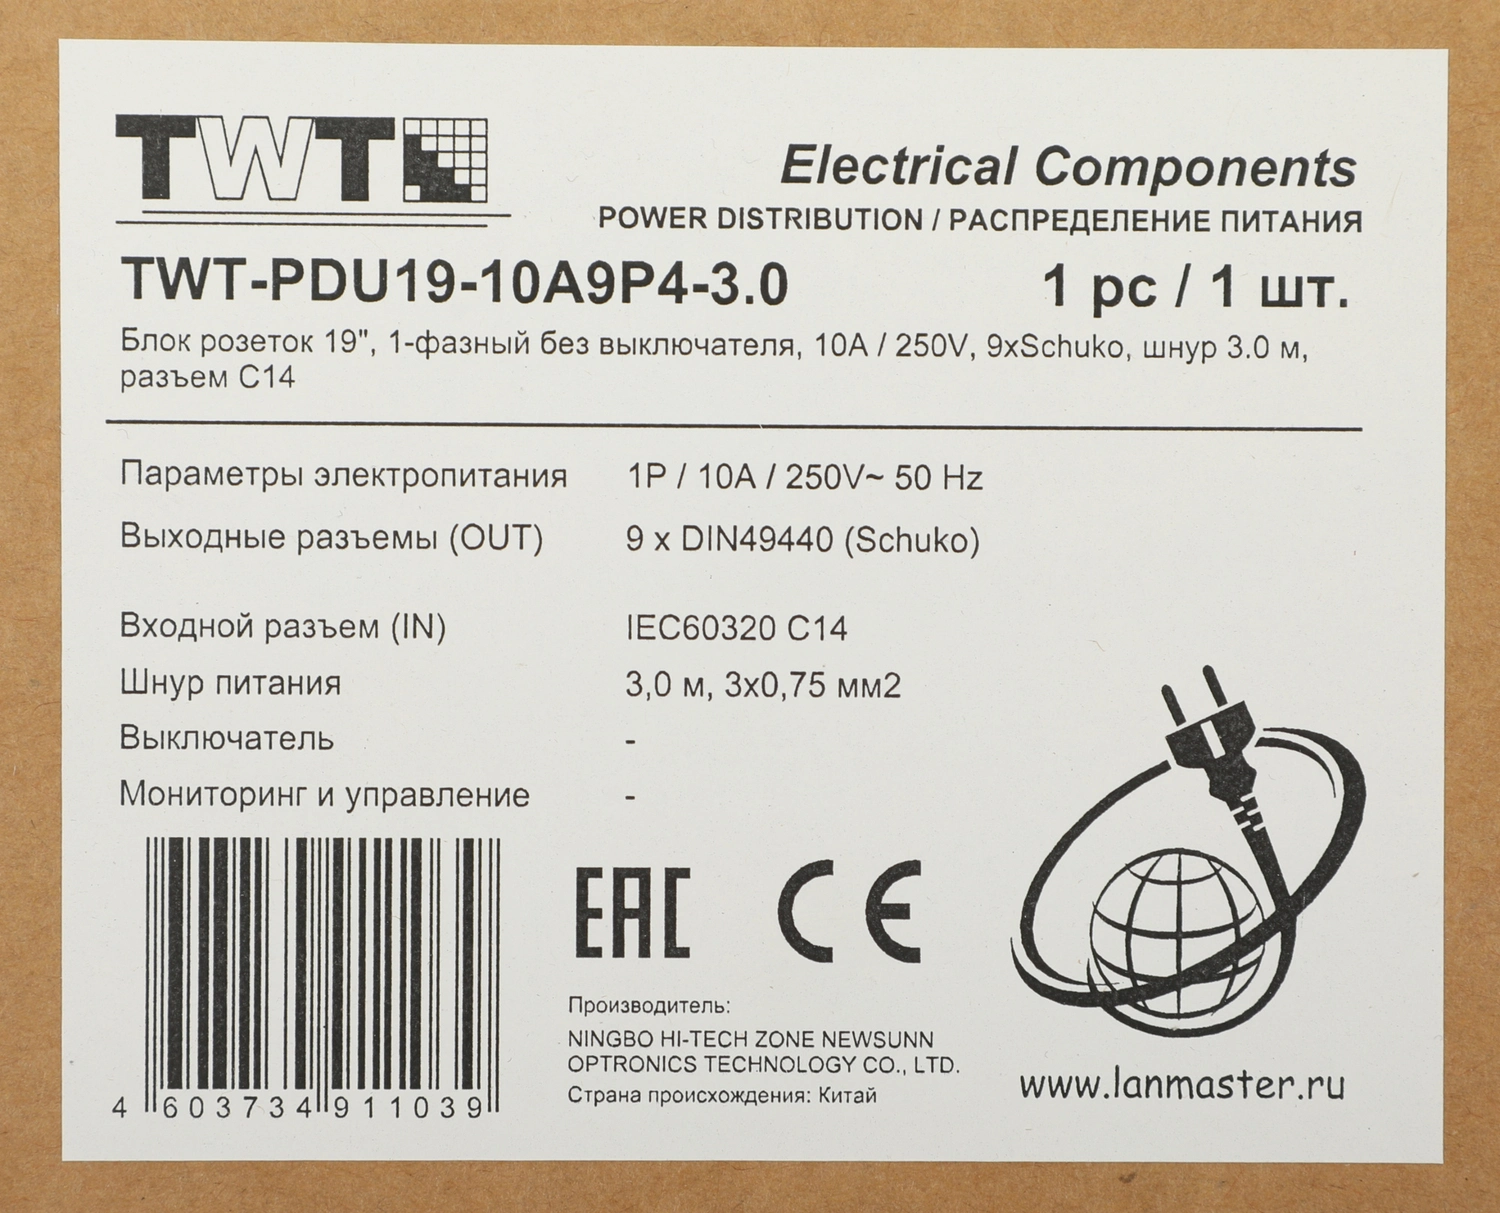 TWT
Electrical Components
POWER DISTRIBUTION / РАСПРЕДЕЛЕНИЕ ПИТАНИЯ
TWT-PDU19-10A9P4-3.0 1 pc / 1 шт.
Блок розеток 19", 1-фазный без выключателя, 10A / 250V, 9xSchuko, шнур 3.0 м,
разъем C14
Параметры электропитания 1P / 10A / 250V~ 50 Hz
Выходные разъемы (OUT) 9 x DIN49440 (Schuko)
Входной разъем (IN) IEC60320 C14
Шнур питания 3,0 м, 3x0,75 мм2
Выключатель -
Мониторинг и управление -
EAC CE
Производитель:
NINGBO HI-TECH ZONE NEWSUNN
OPTRONICS TECHNOLOGY CO., LTD.
Страна происхождения: Китай
4 603734 911039
www.lanmaster.ru